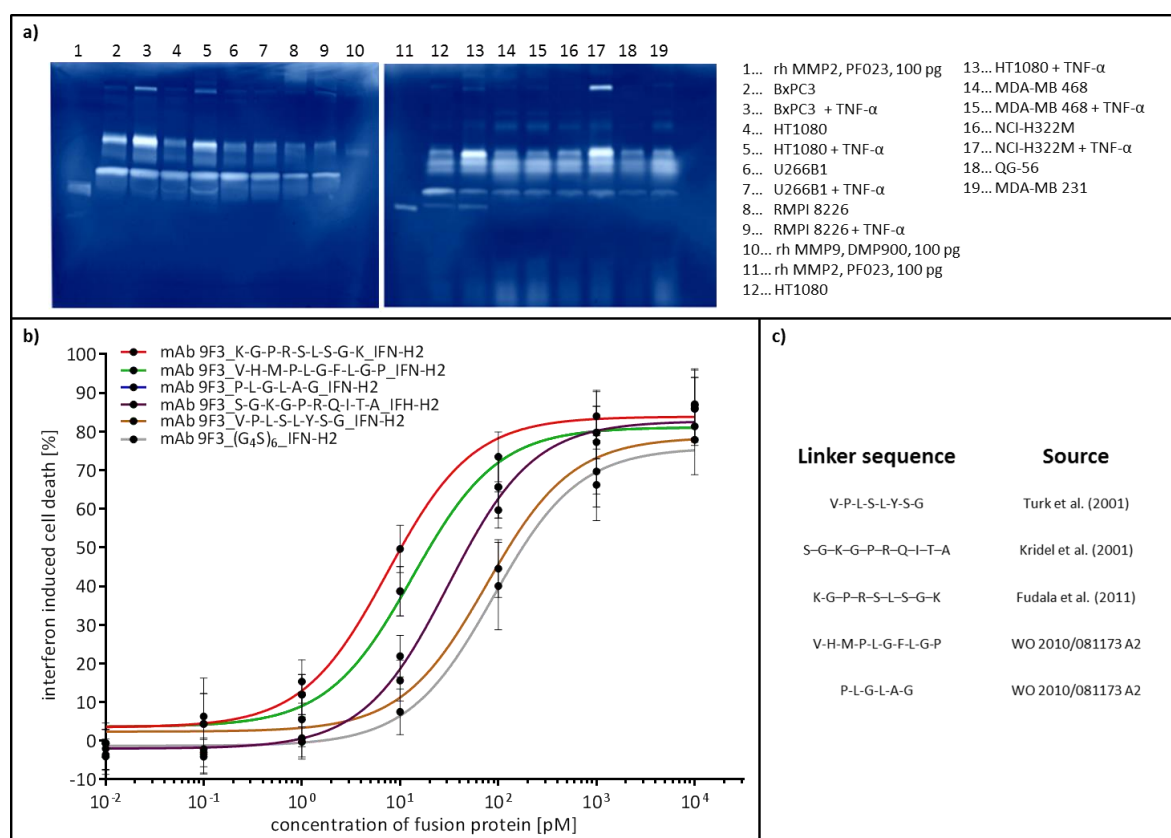 a)
1 2 3 4 5 6 7 8 9 10 11 12 13 14 15 16 17 18 19
1... rh MMP2, PF023, 100 pg
2... BxPC3
3... BxPC3 + TNF-α
4... HT1080
5... HT1080 + TNF-α
6... U266B1
7... U266B1 + TNF-α
8... RMPI 8226
9... RMPI 8226 + TNF-α
10... rh MMP9, DMP900, 100 pg
11... rh MMP2, PF023, 100 pg
12... HT1080
13... HT1080 + TNF-α
14... MDA-MB 468
15... MDA-MB 468 + TNF-α
16... NCI-H322M
17... NCI-H322M + TNF-α
18... QG-56
19... MDA-MB 231
b)
mAb 9F3_K-G-P-R-S-L-S-G-K_IFN-H2
mAb 9F3_V-H-M-P-L-G-F-L-G-P_IFN-H2
mAb 9F3_P-L-G-L-A-G_IFN-H2
mAb 9F3_S-G-K-G-P-R-Q-I-T-A_IFH-H2
mAb 9F3_V-P-L-S-L-Y-S-G_IFN-H2
mAb 9F3_(G4S)6_IFN-H2
interferon induced cell death [%]
100
90
80
70
60
50
40
30
20
10
0
-10
10⁻² 10⁻¹ 10⁰ 10¹ 10² 10³ 10⁴
concentration of fusion protein [pM]
c)
Linker sequence Source
V-P-L-S-L-Y-S-G Turk et al. (2001)
S–G–K–G–P–R–Q–I–T–A Kridel et al. (2001)
K-G–P–R–S–L–S–G–K Fudala et al. (2011)
V-H-M-P-L-G-F-L-G-P WO 2010/081173 A2
P-L-G-L-A-G WO 2010/081173 A2